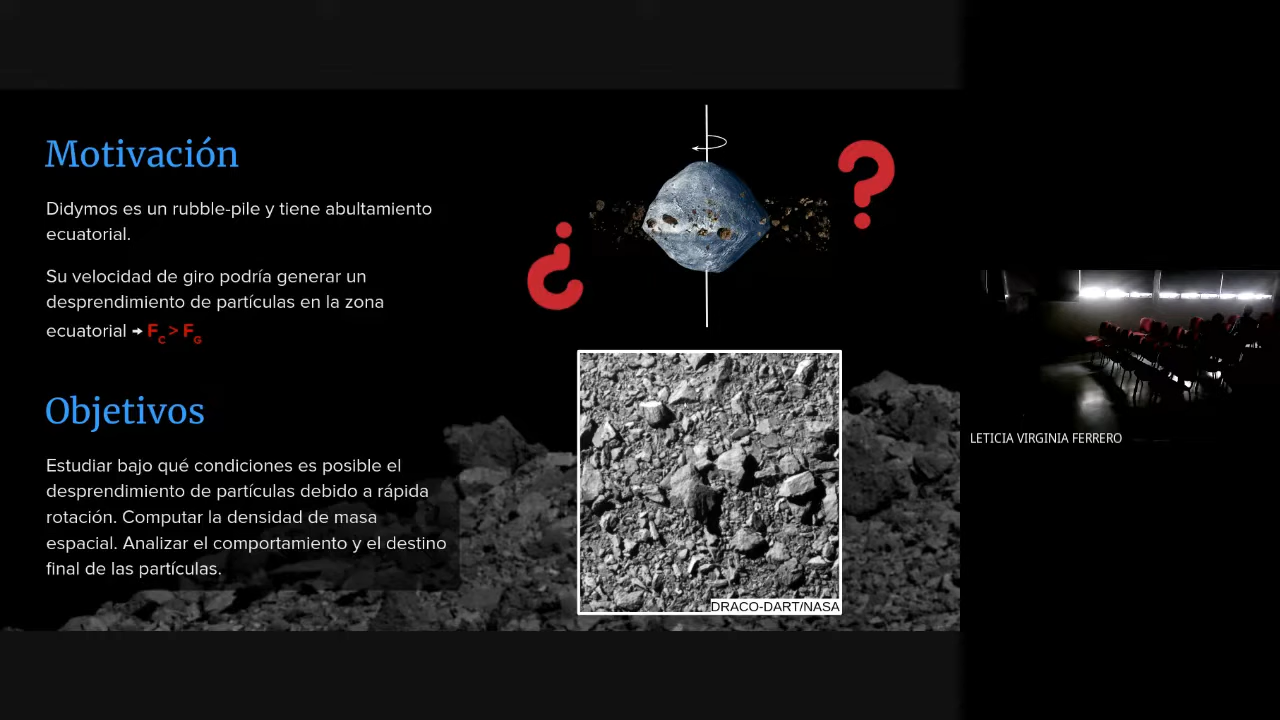 Motivación
Didymos es un rubble-pile y tiene abultamiento
ecuatorial.
Su velocidad de giro podría generar un
desprendimiento de partículas en la zona
ecuatorial ➜ FC > FG
Objetivos
Estudiar bajo qué condiciones es posible el
desprendimiento de partículas debido a rápida
rotación. Computar la densidad de masa
espacial. Analizar el comportamiento y el destino
final de las partículas.
¿
?
DRACO-DART/NASA
LETICIA VIRGINIA FERRERO